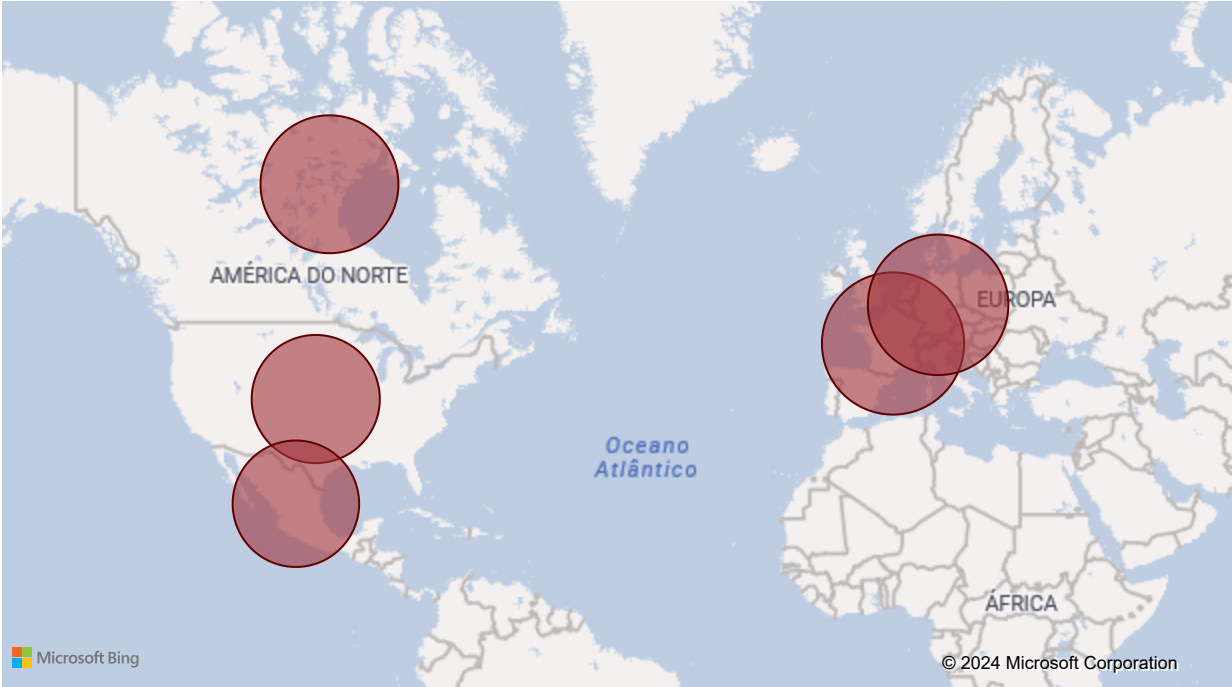 AMÉRICA DO NORTE
EUROPA
Oceano
Atlântico
ÁFRICA
Microsoft Bing
© 2024 Microsoft Corporation